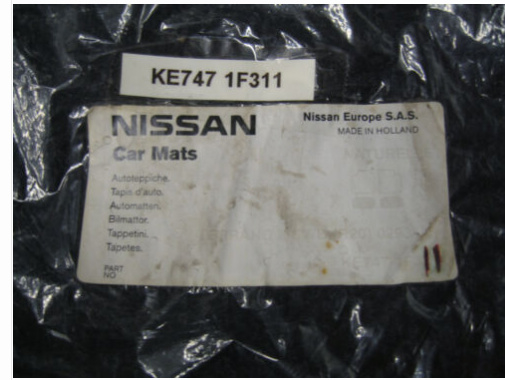 KE747 1F311
NISSAN
Nissan Europe S.A.S.
MADE IN HOLLAND
Car Mats
Autoteppiche.
Tapis d'auto.
Automatten.
Bilmattor.
Tappetini.
Tapetes.
PART
NO
11